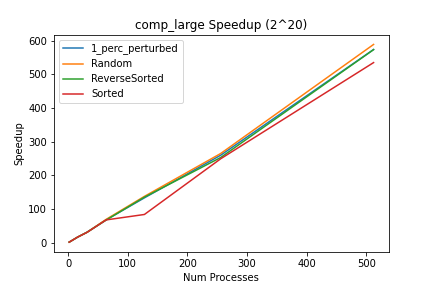 comp_large Speedup (2^20)
600
500
400
300
200
100
0
Speedup
1_perc_perturbed
Random
ReverseSorted
Sorted
0 100 200 300 400 500
Num Processes